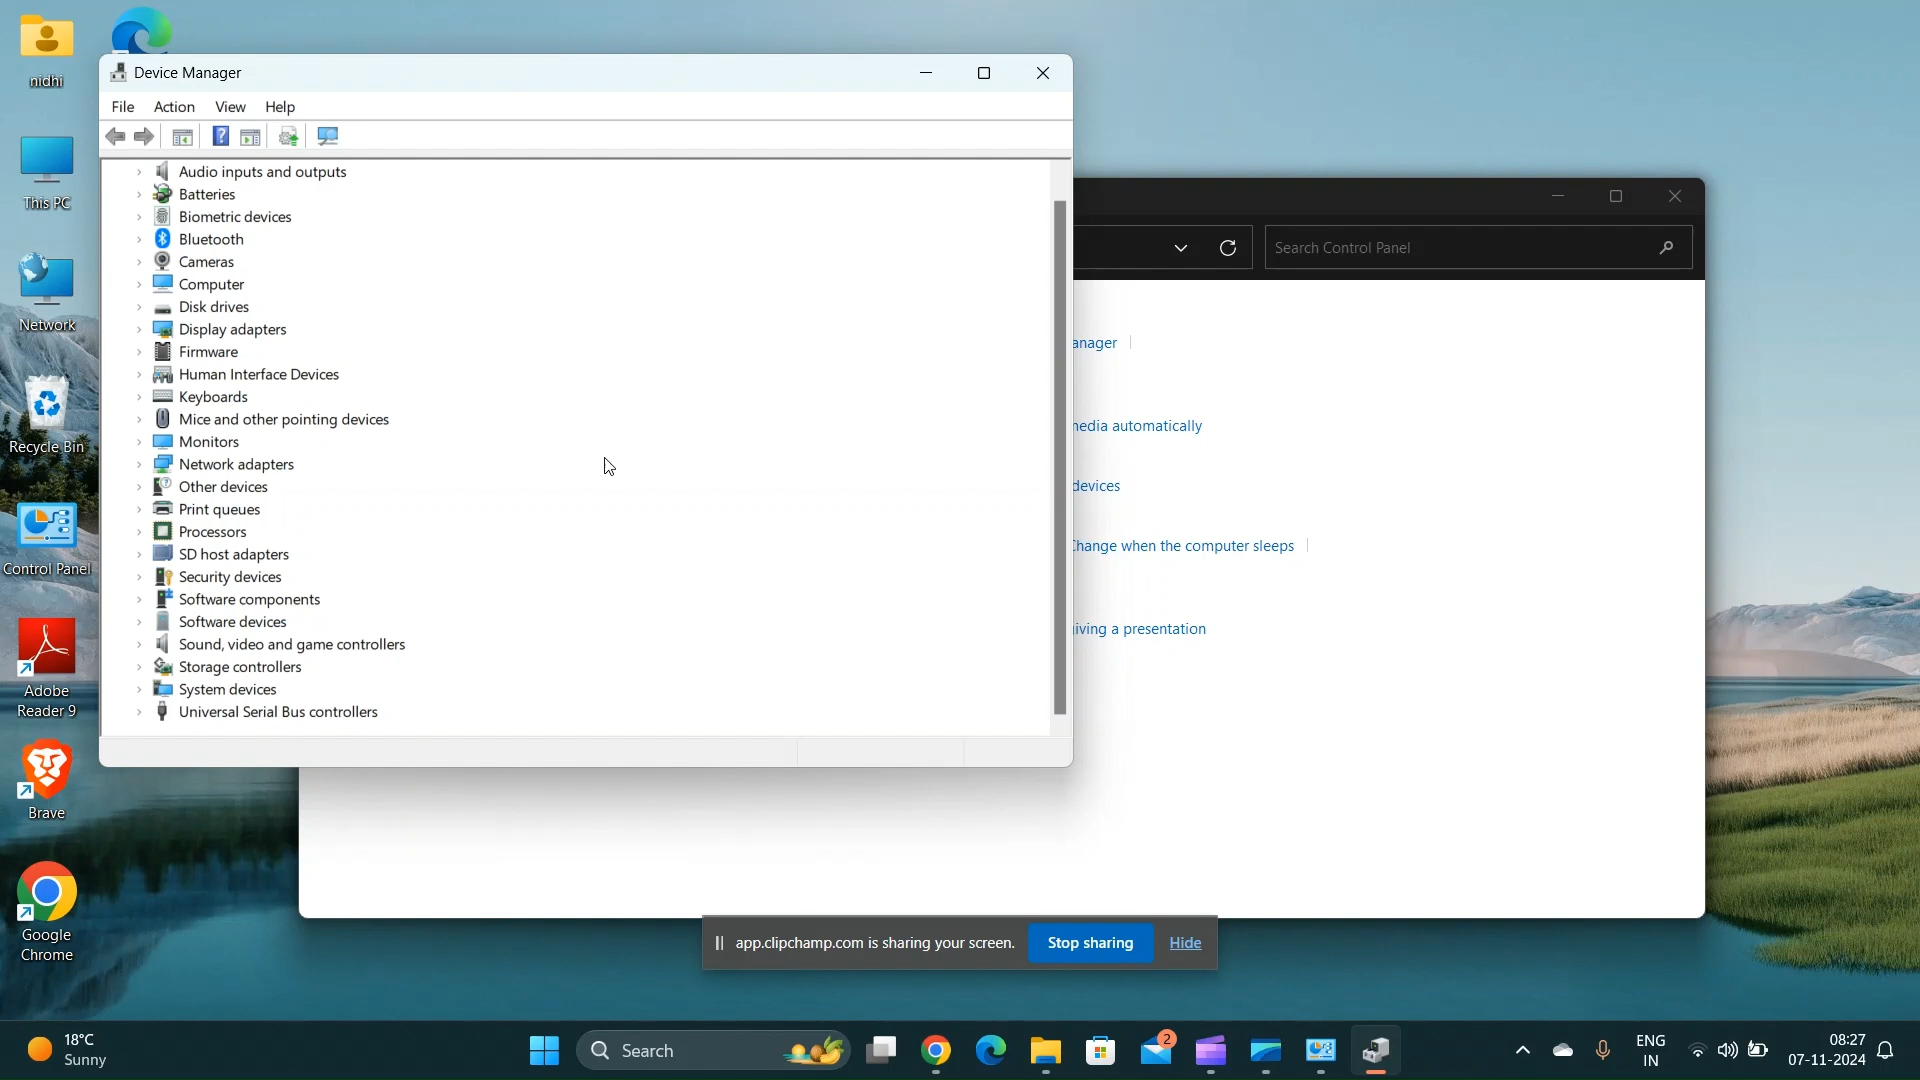 nidhi
This PC
Network
Recycle Bin
Control Panel
Adobe
Reader 9
Brave
Google
Chrome
Device Manager
File Action View Help
Audio inputs and outputs
Batteries
Biometric devices
Bluetooth
Cameras
Computer
Disk drives
Display adapters
Firmware
Human Interface Devices
Keyboards
Mice and other pointing devices
Monitors
Network adapters
Other devices
Print queues
Processors
SD host adapters
Security devices
Software components
Software devices
Sound, video and game controllers
Storage controllers
System devices
Universal Serial Bus controllers
Search Control Panel
anager
media automatically
devices
Change when the computer sleeps
giving a presentation
app.clipchamp.com is sharing your screen. Stop sharing Hide
18°C
Sunny
Search
2
ENG
IN
08:27
07-11-2024